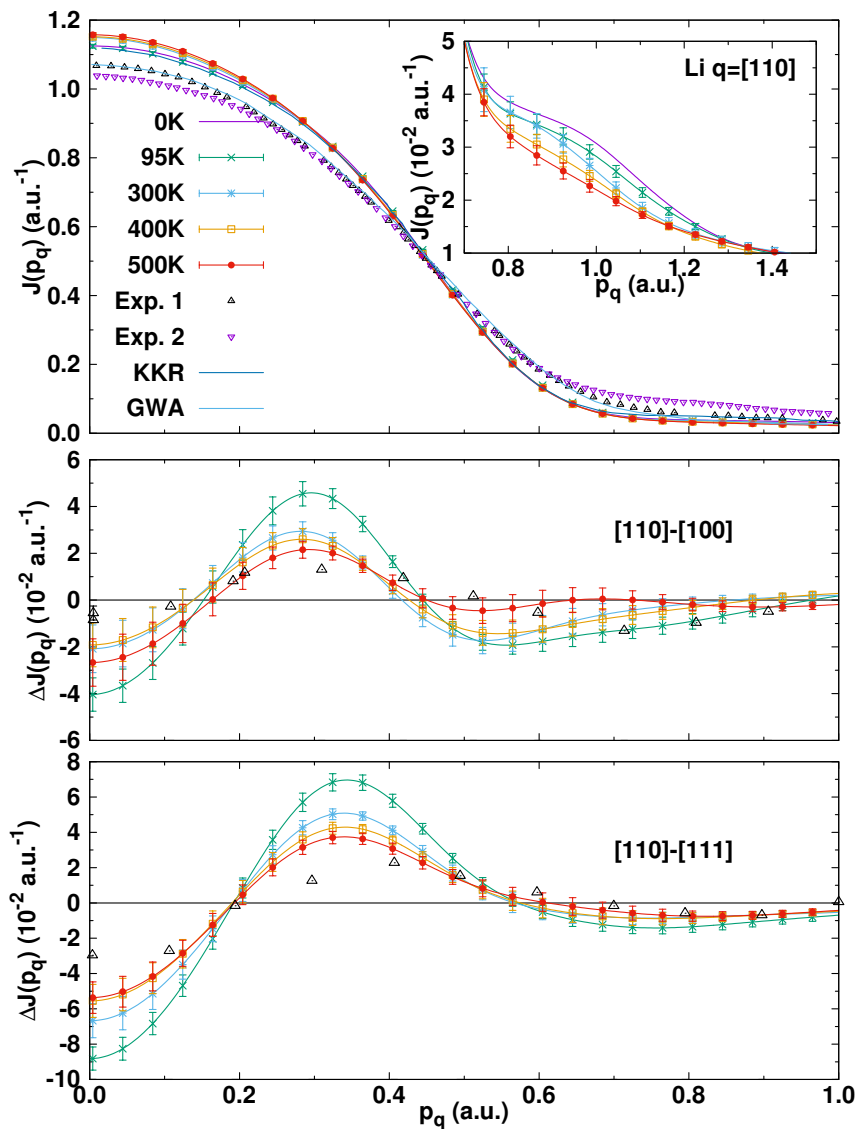 1.2
1.0
0.8
0.6
0.4
0.2
0.0
J(p_q) (a.u.⁻¹)
0K
95K
300K
400K
500K
Exp. 1
Exp. 2
KKR
GWA
5
4
3
2
1
J(p_q) (10⁻² a.u.⁻¹)
Li q=[110]
0.8 1.0 1.2 1.4
p_q (a.u.)
6
4
2
0
-2
-4
-6
ΔJ(p_q) (10⁻² a.u.⁻¹)
[110]-[100]
8
6
4
2
0
-2
-4
-6
-8
-10
ΔJ(p_q) (10⁻² a.u.⁻¹)
[110]-[111]
0.0 0.2 0.4 0.6 0.8 1.0
p_q (a.u.)